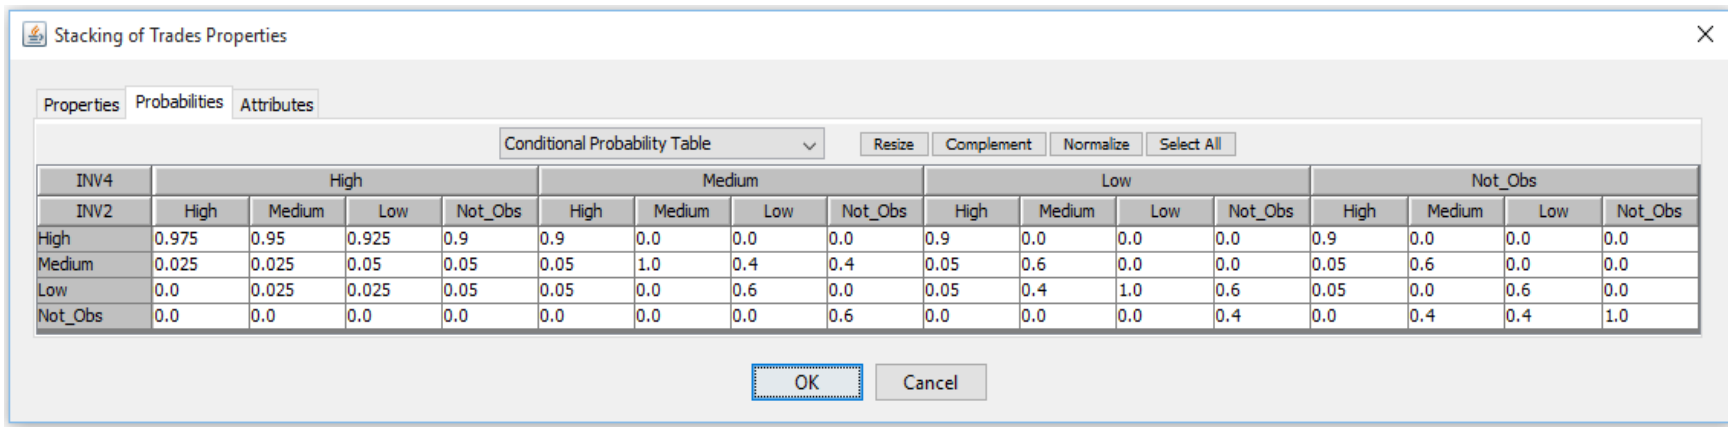 Stacking of Trades Properties
Properties Probabilities Attributes
Conditional Probability Table Resize Complement Normalize Select All
INV4 High Medium Low Not_Obs
INV2 High Medium Low Not_Obs High Medium Low Not_Obs High Medium Low Not_Obs High Medium Low Not_Obs
High 0.975 0.95 0.925 0.9 0.9 0.0 0.0 0.0 0.9 0.0 0.0 0.0 0.9 0.0 0.0 0.0
Medium 0.025 0.025 0.05 0.05 0.05 1.0 0.4 0.4 0.05 0.6 0.0 0.0 0.05 0.6 0.0 0.0
Low 0.0 0.025 0.025 0.05 0.05 0.0 0.6 0.0 0.05 0.4 1.0 0.6 0.05 0.0 0.6 0.0
Not_Obs 0.0 0.0 0.0 0.0 0.0 0.0 0.0 0.6 0.0 0.0 0.0 0.4 0.0 0.4 0.4 1.0
OK Cancel